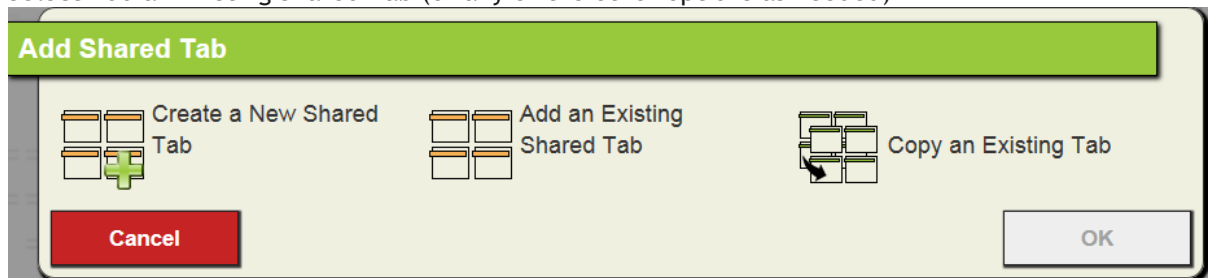 Add Shared Tab
Create a New Shared
Tab
Add an Existing
Shared Tab
Copy an Existing Tab
Cancel
OK